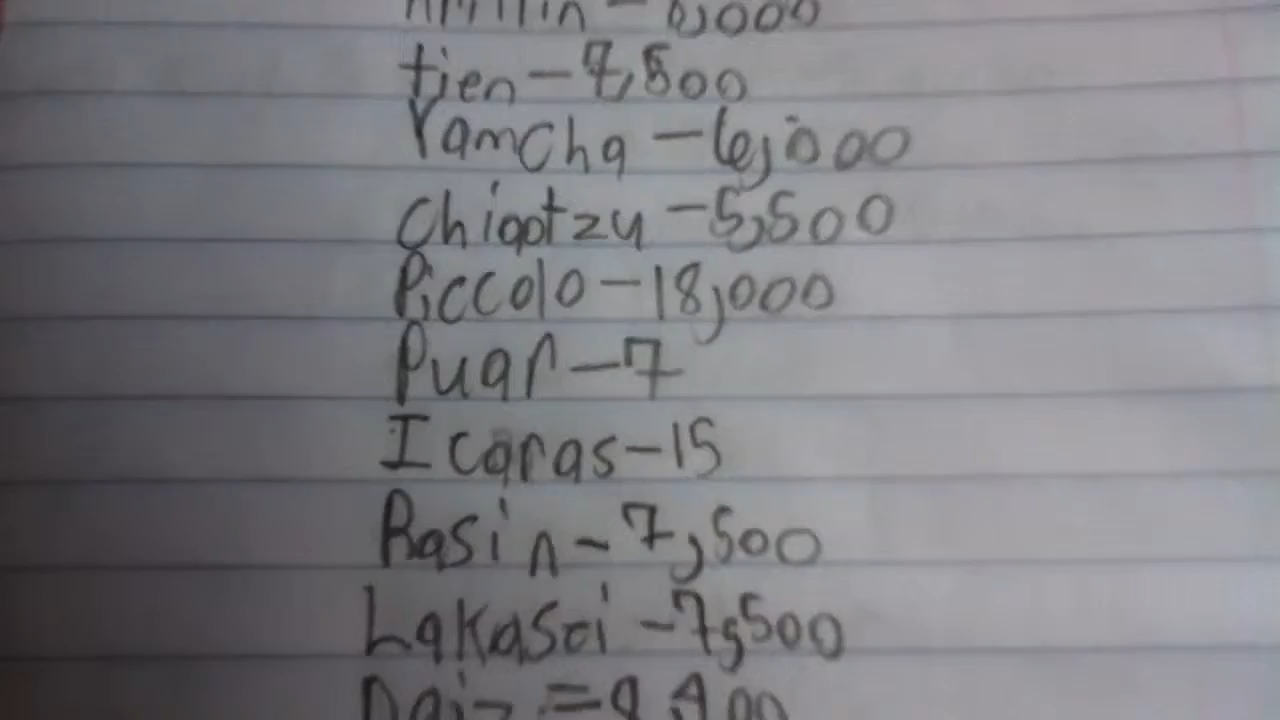 tien - 7,500
Yamcha - 6,000
Chiaotzu - 5,500
Piccolo - 18,000
Puar - 7
Icaras - 15
Rasin - 7,500
Lakasei - 7,500